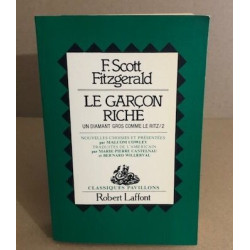 F. Scott
Fitzgerald
LE GARÇON
RICHE
UN DIAMANT GROS COMME LE RITZ/2
NOUVELLES CHOISIES ET PRÉSENTÉES
par MALCOLM COWLEY
TRADUITES DE L'AMÉRICAIN
par MARIE-PIERRE CASTELNAU
et BERNARD WILLERVAL
CLASSIQUES PAVILLONS
Robert Laffont